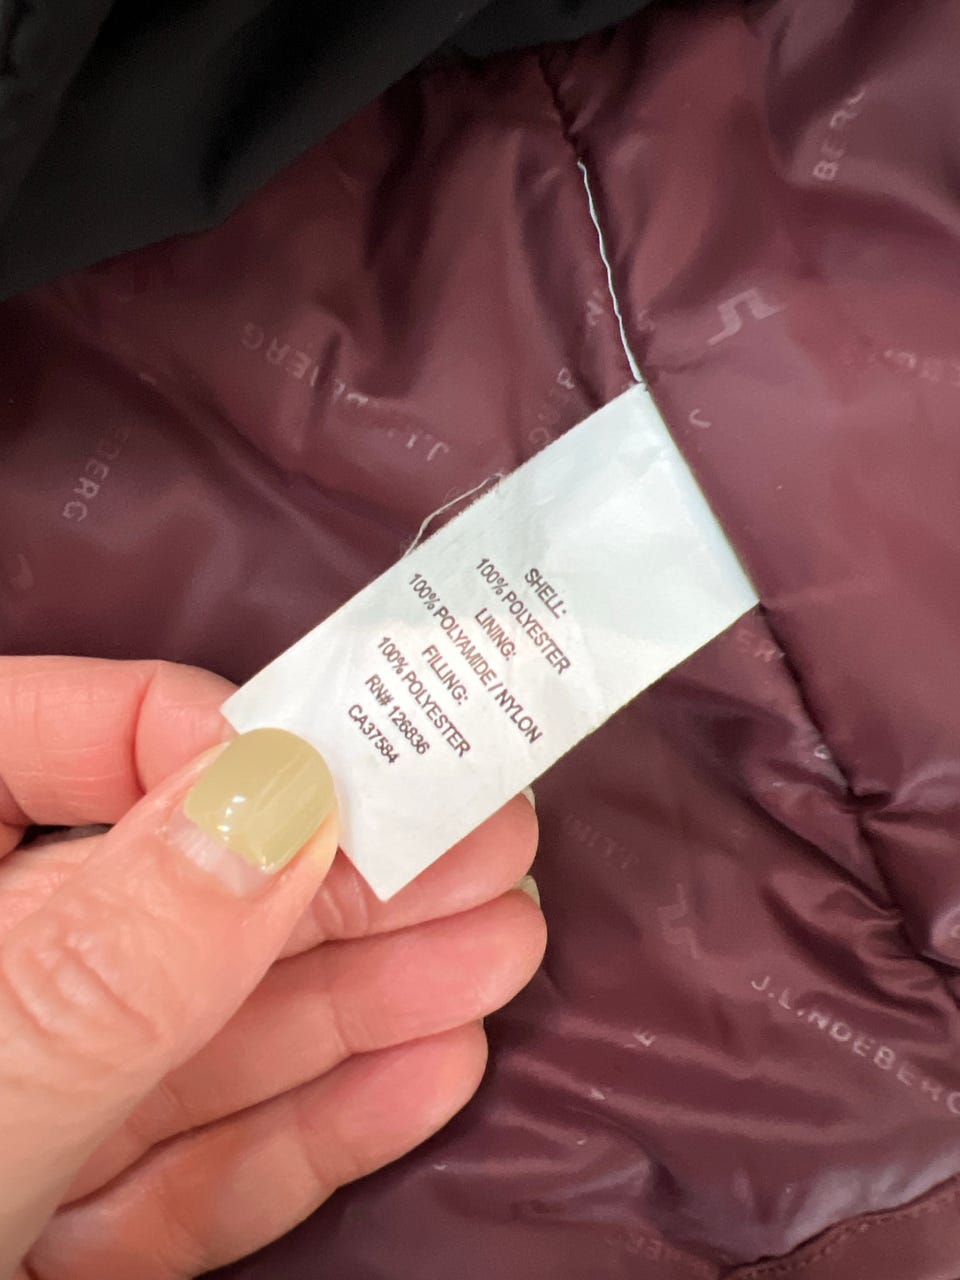 SHELL:
100% POLYESTER
LINING:
100% POLYAMIDE / NYLON
FILLING:
100% POLYESTER
RN# 126836
CA37584
J.LINDEBERG